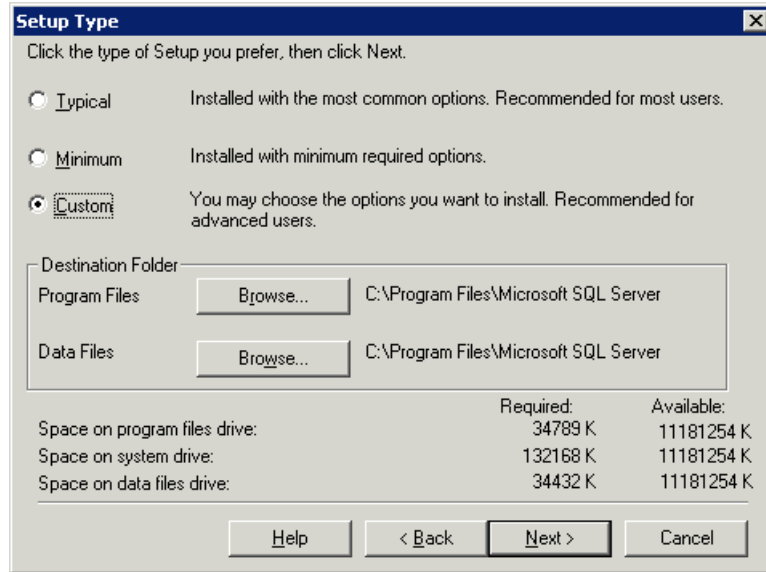 Setup Type
Click the type of Setup you prefer, then click Next.
Typical Installed with the most common options. Recommended for most users.
Minimum Installed with minimum required options.
Custom You may choose the options you want to install. Recommended for
advanced users.
Destination Folder
Program Files Browse... C:\Program Files\Microsoft SQL Server
Data Files Browse... C:\Program Files\Microsoft SQL Server
Required: Available:
Space on program files drive: 34789 K 11181254 K
Space on system drive: 132168 K 11181254 K
Space on data files drive: 34432 K 11181254 K
Help < Back Next > Cancel